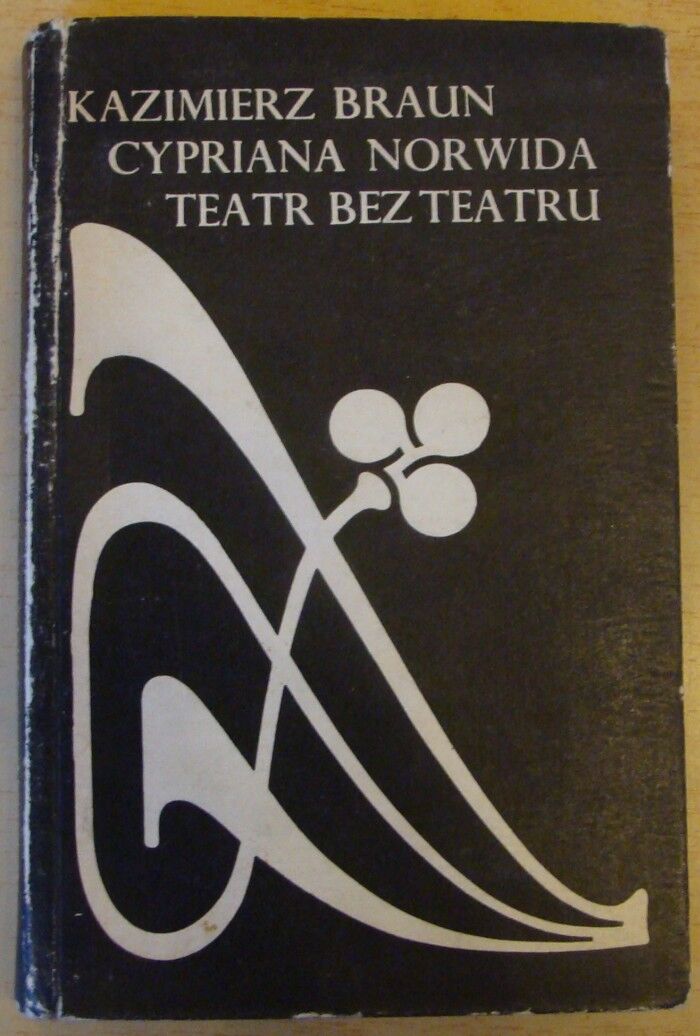 KAZIMIERZ BRAUN
CYPRIANA NORWIDA
TEATR BEZ TEATRU